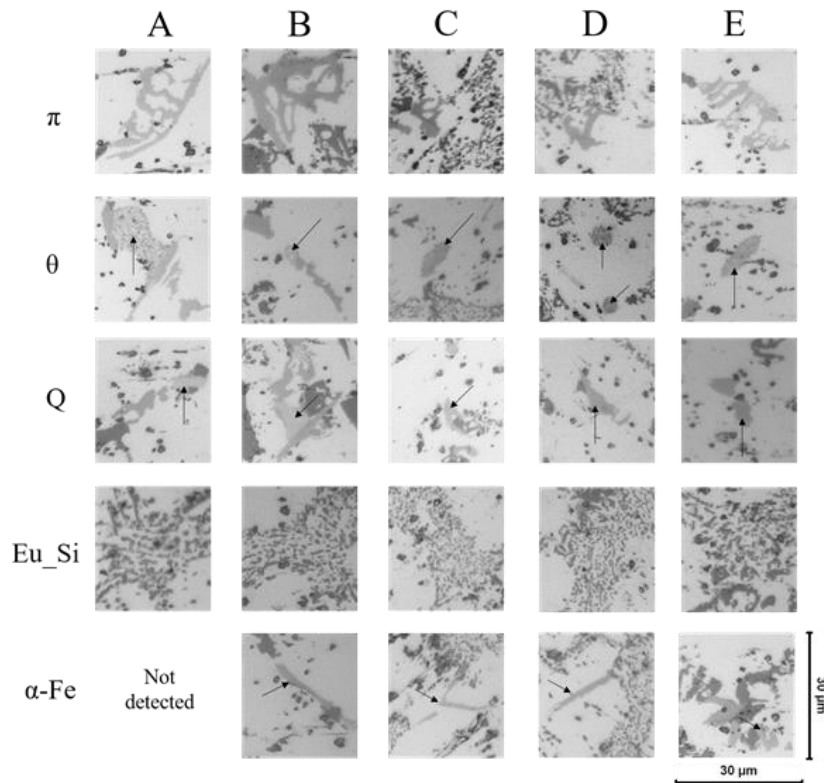 A B C D E
π
θ
Q
Eu_Si
α-Fe
Not
detected
30 μm
30 μm